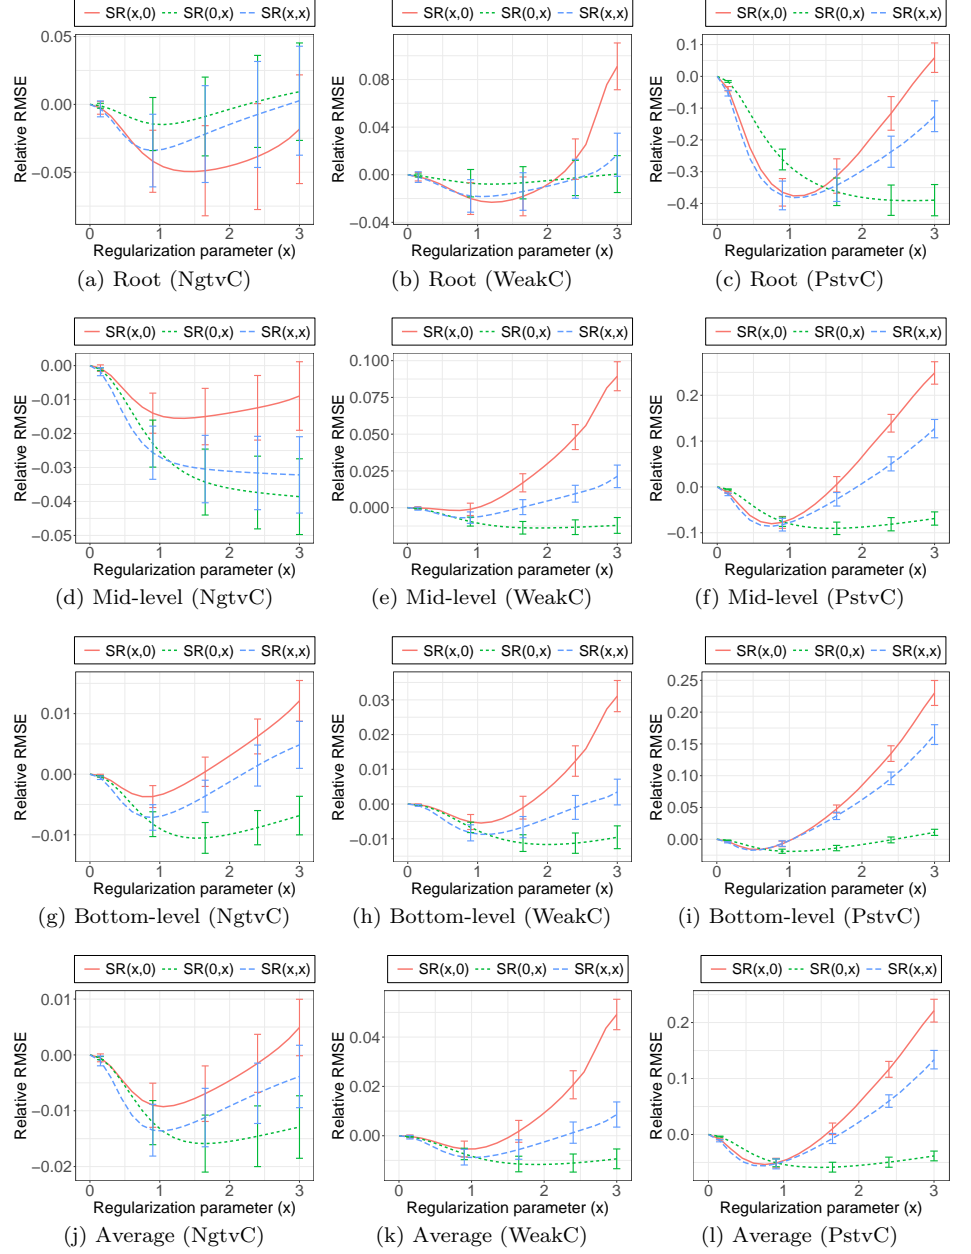 SR(x,0) SR(0,x) SR(x,x)
SR(x,0) SR(0,x) SR(x,x)
SR(x,0) SR(0,x) SR(x,x)
Relative RMSE
0.05
0.00
−0.05
0 1 2 3
Regularization parameter (x)
(a) Root (NgtvC)
Relative RMSE
0.08
0.04
0.00
−0.04
0 1 2 3
Regularization parameter (x)
(b) Root (WeakC)
Relative RMSE
0.1
0.0
−0.1
−0.2
−0.3
−0.4
0 1 2 3
Regularization parameter (x)
(c) Root (PstvC)
SR(x,0) SR(0,x) SR(x,x)
SR(x,0) SR(0,x) SR(x,x)
SR(x,0) SR(0,x) SR(x,x)
Relative RMSE
0.00
−0.01
−0.02
−0.03
−0.04
−0.05
0 1 2 3
Regularization parameter (x)
(d) Mid-level (NgtvC)
Relative RMSE
0.100
0.075
0.050
0.025
0.000
0 1 2 3
Regularization parameter (x)
(e) Mid-level (WeakC)
Relative RMSE
0.2
0.1
0.0
−0.1
0 1 2 3
Regularization parameter (x)
(f) Mid-level (PstvC)
SR(x,0) SR(0,x) SR(x,x)
SR(x,0) SR(0,x) SR(x,x)
SR(x,0) SR(0,x) SR(x,x)
Relative RMSE
0.01
0.00
−0.01
0 1 2 3
Regularization parameter (x)
(g) Bottom-level (NgtvC)
Relative RMSE
0.03
0.02
0.01
0.00
−0.01
0 1 2 3
Regularization parameter (x)
(h) Bottom-level (WeakC)
Relative RMSE
0.25
0.20
0.15
0.10
0.05
0.00
0 1 2 3
Regularization parameter (x)
(i) Bottom-level (PstvC)
SR(x,0) SR(0,x) SR(x,x)
SR(x,0) SR(0,x) SR(x,x)
SR(x,0) SR(0,x) SR(x,x)
Relative RMSE
0.01
0.00
−0.01
−0.02
0 1 2 3
Regularization parameter (x)
(j) Average (NgtvC)
Relative RMSE
0.04
0.02
0.00
0 1 2 3
Regularization parameter (x)
(k) Average (WeakC)
Relative RMSE
0.2
0.1
0.0
0 1 2 3
Regularization parameter (x)
(l) Average (PstvC)